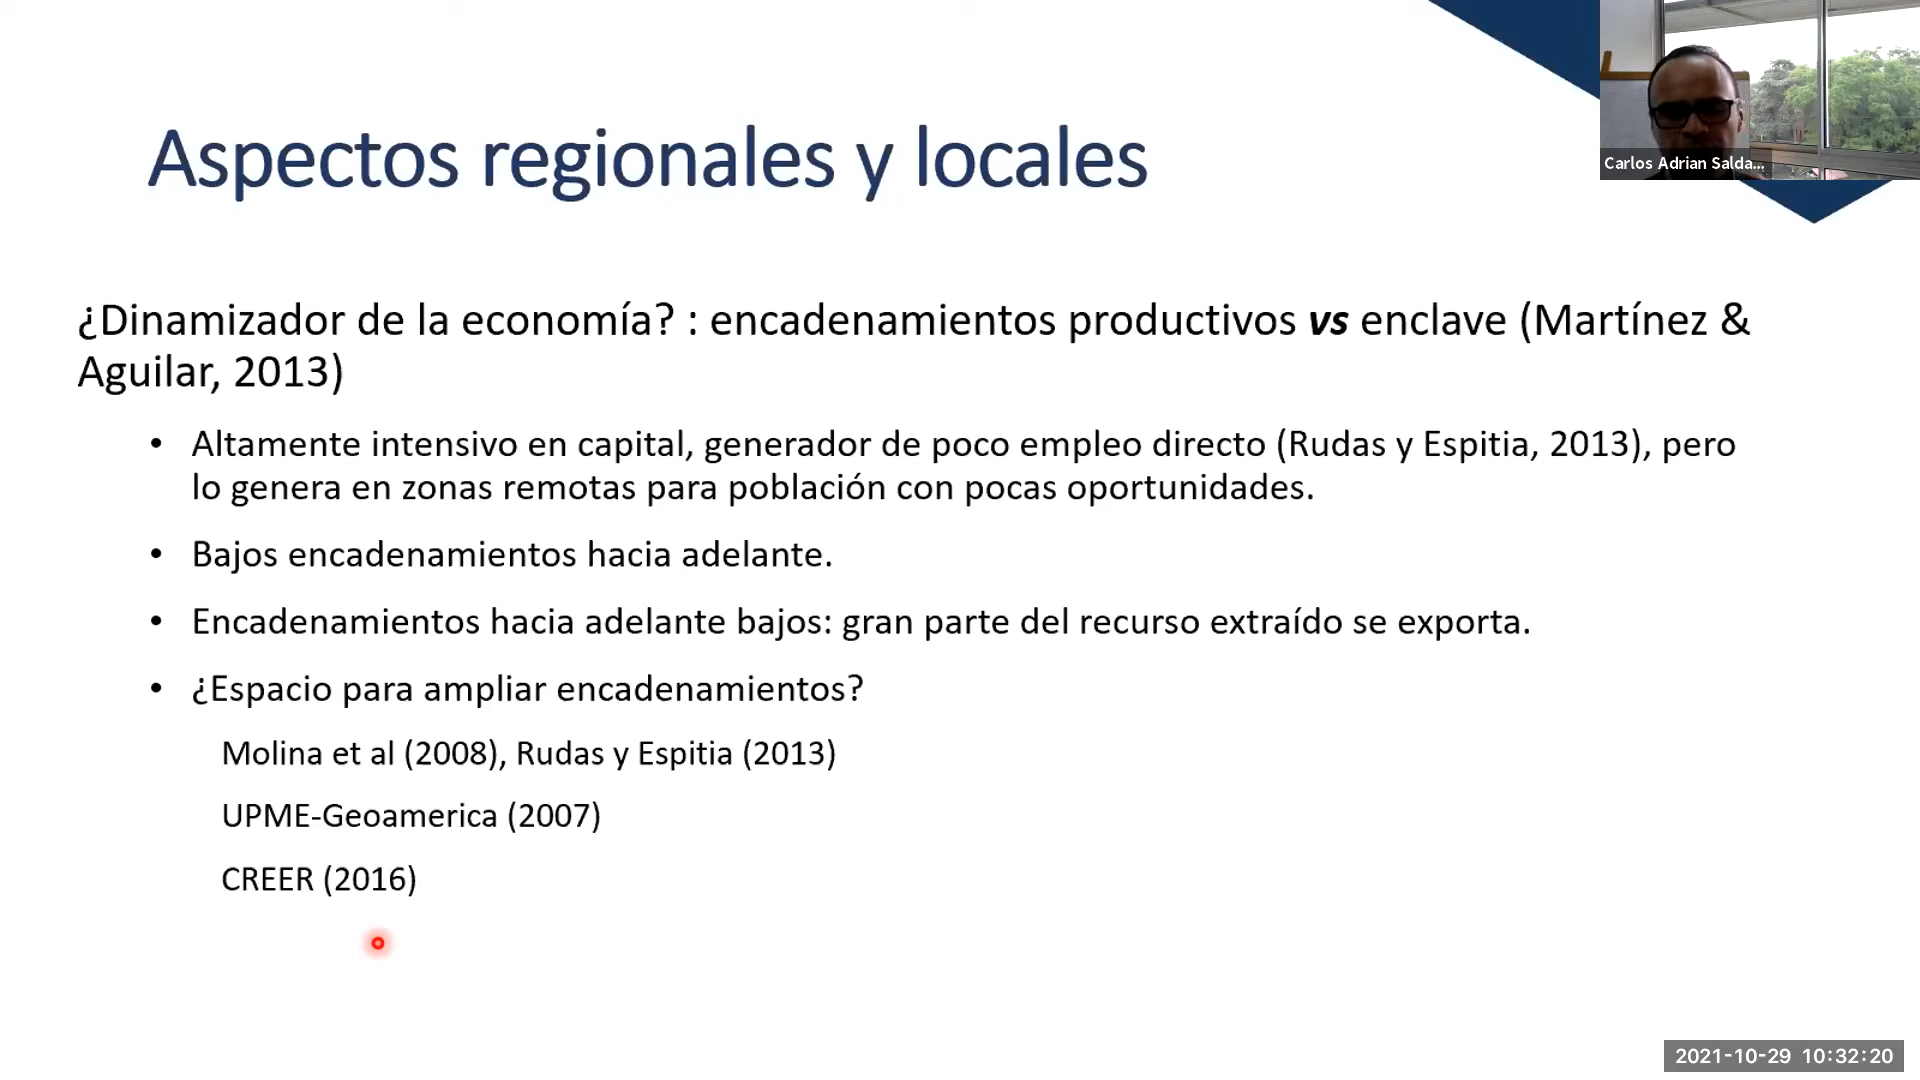 Aspectos regionales y locales
Carlos Adrian Salda...
¿Dinamizador de la economía? : encadenamientos productivos vs enclave (Martínez &
Aguilar, 2013)
• Altamente intensivo en capital, generador de poco empleo directo (Rudas y Espitia, 2013), pero
lo genera en zonas remotas para población con pocas oportunidades.
• Bajos encadenamientos hacia adelante.
• Encadenamientos hacia adelante bajos: gran parte del recurso extraído se exporta.
• ¿Espacio para ampliar encadenamientos?
Molina et al (2008), Rudas y Espitia (2013)
UPME-Geoamerica (2007)
CREER (2016)
2021-10-29 10:32:20